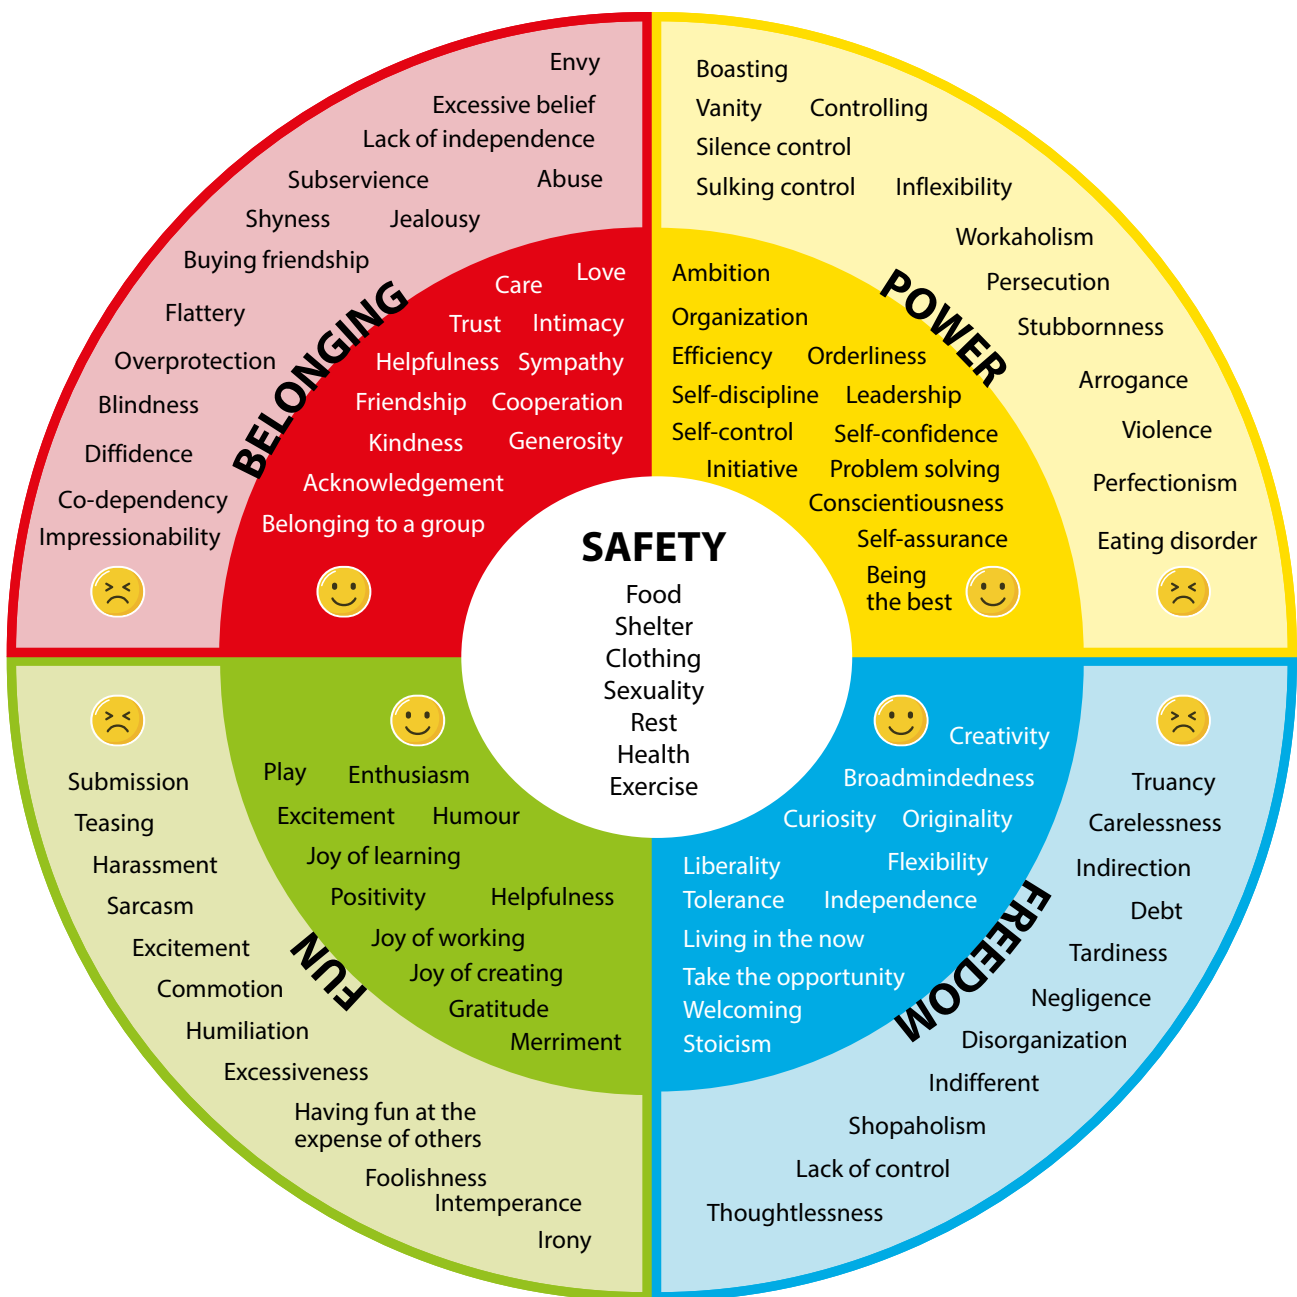 Envy
Excessive belief
Lack of independence
Subservience Abuse
Shyness Jealousy
Buying friendship
Flattery
Overprotection
Blindness
Diffidence
Co-dependency
Impressionability
BELONGING
Love
Care
Trust Intimacy
Helpfulness Sympathy
Friendship Cooperation
Kindness Generosity
Acknowledgement
Belonging to a group
Boasting
Vanity Controlling
Silence control
Sulking control Inflexibility
Workaholism
Persecution
Stubbornness
Arrogance
Violence
Perfectionism
Eating disorder
POWER
Ambition
Organization
Efficiency Orderliness
Self-discipline Leadership
Self-control Self-confidence
Initiative Problem solving
Conscientiousness
Self-assurance
Being
the best
SAFETY
Food
Shelter
Clothing
Sexuality
Rest
Health
Exercise
Submission
Teasing
Harassment
Sarcasm
Excitement
Commotion
Humiliation
Excessiveness
Having fun at the
expense of others
Foolishness
Intemperance
Irony
FUN
Play Enthusiasm
Excitement Humour
Joy of learning
Positivity Helpfulness
Joy of working
Joy of creating
Gratitude
Merriment
Creativity
Broadmindedness
Curiosity Originality
Liberality Flexibility
Tolerance Independence
Living in the now
Take the opportunity
Welcoming
Stoicism
FREEDOM
Truancy
Carelessness
Indirection
Debt
Tardiness
Negligence
Disorganization
Indifferent
Shopaholism
Lack of control
Thoughtlessness